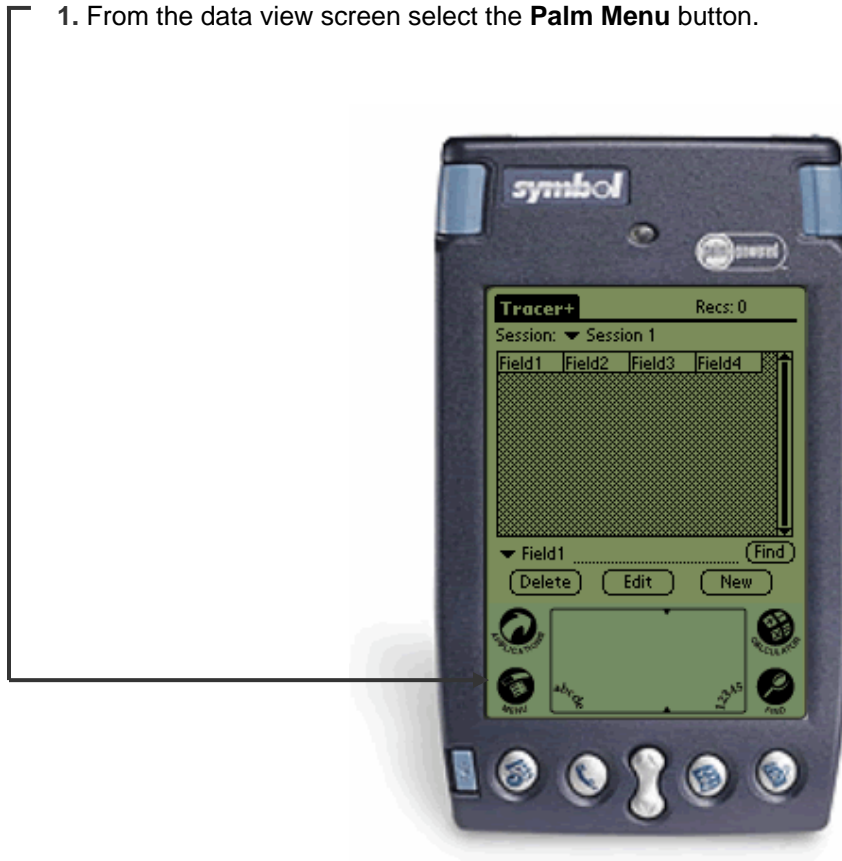 1. From the data view screen select the Palm Menu button.
symbol
palm powered
Tracer+ Recs: 0
Session: Session 1
Field1 Field2 Field3 Field4
Field1 Find
Delete Edit New
APPLICATIONS CALCULATOR
MENU abcde 12345 FIND